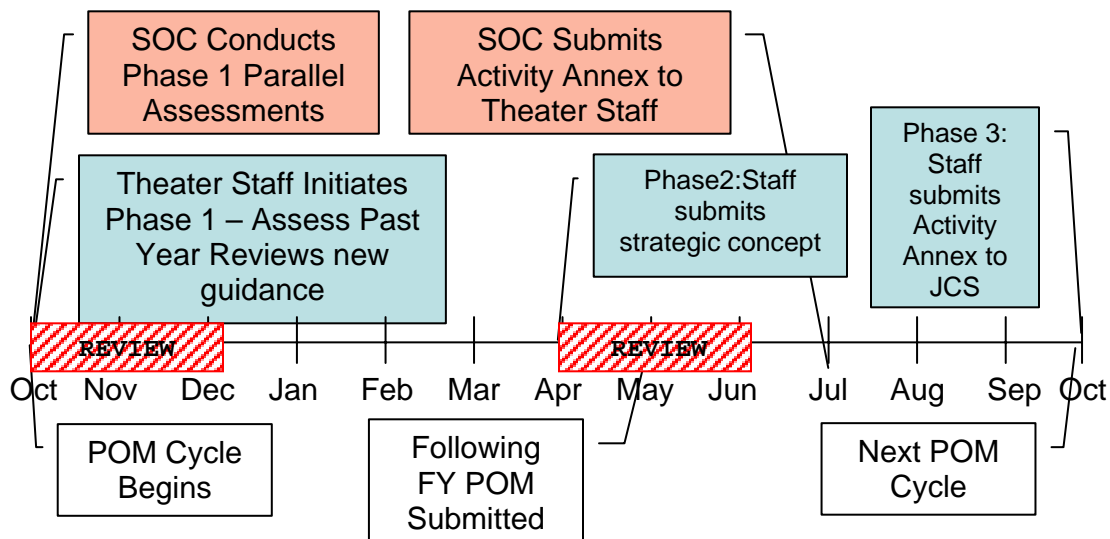 SOC Conducts
Phase 1 Parallel
Assessments
SOC Submits
Activity Annex to
Theater Staff
Theater Staff Initiates
Phase 1 – Assess Past
Year Reviews new
guidance
Phase2:Staff
submits
strategic concept
Phase 3:
Staff
submits
Activity
Annex to
JCS
REVIEW
REVIEW
Oct Nov Dec Jan Feb Mar Apr May Jun Jul Aug Sep Oct
POM Cycle
Begins
Following
FY POM
Submitted
Next POM
Cycle